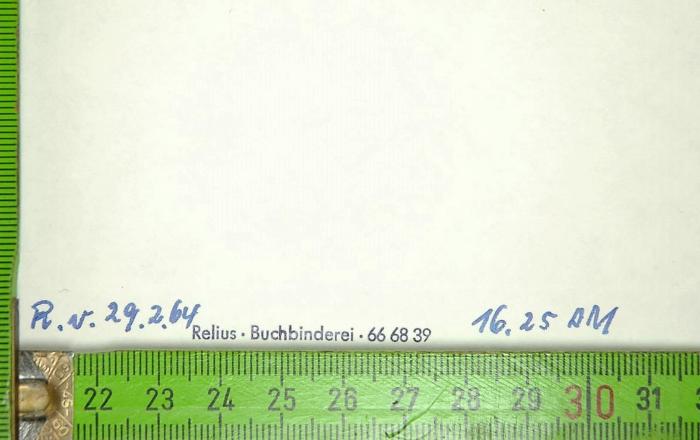 R. v. 29.2.64
Relius · Buchbinderei · 66 68 39
16.25 DM
22 23 24 25 26 27 28 29 30 31